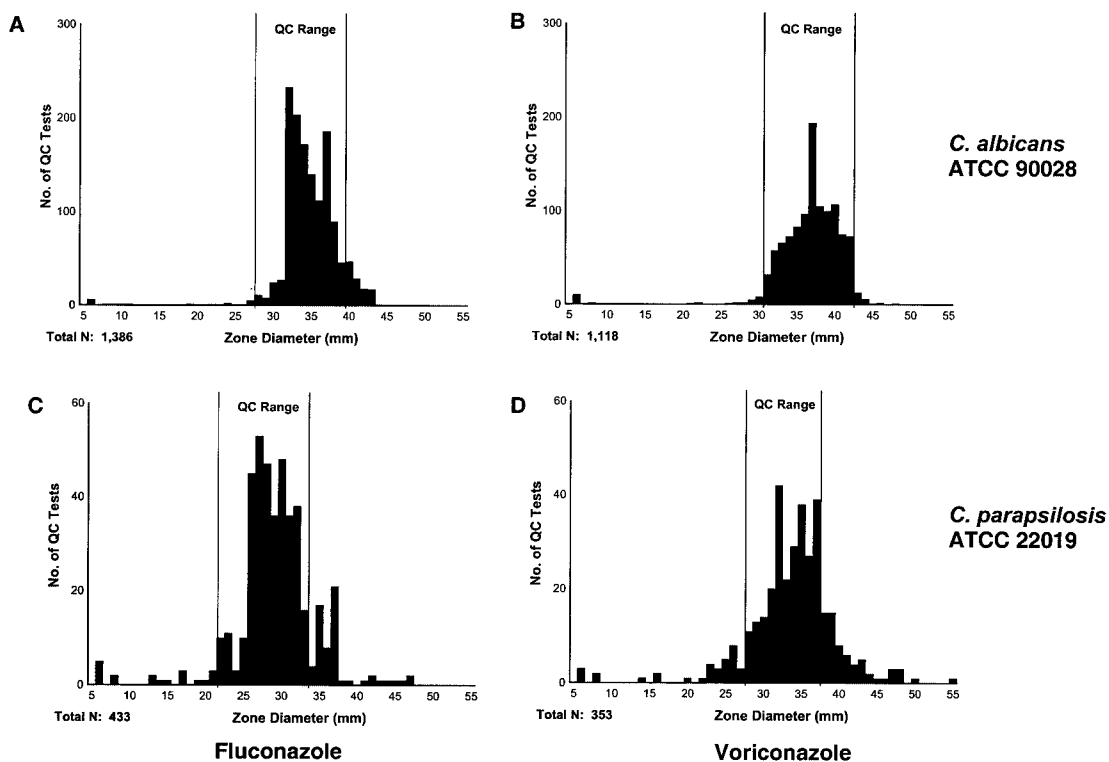 A
QC Range
300
200
100
0
No. of QC Tests
5 10 15 20 25 30 35 40 45 50 55
Total N: 1,386 Zone Diameter (mm)
B
QC Range
300
200
100
0
No. of QC Tests
5 10 15 20 25 30 35 40 45 50 55
Total N: 1,118 Zone Diameter (mm)
C. albicans
ATCC 90028
C
QC Range
60
40
20
0
No. of QC Tests
5 10 15 20 25 30 35 40 45 50 55
Total N: 433 Zone Diameter (mm)
Fluconazole
D
QC Range
60
40
20
0
No. of QC Tests
5 10 15 20 25 30 35 40 45 50 55
Total N: 353 Zone Diameter (mm)
Voriconazole
C. parapsilosis
ATCC 22019